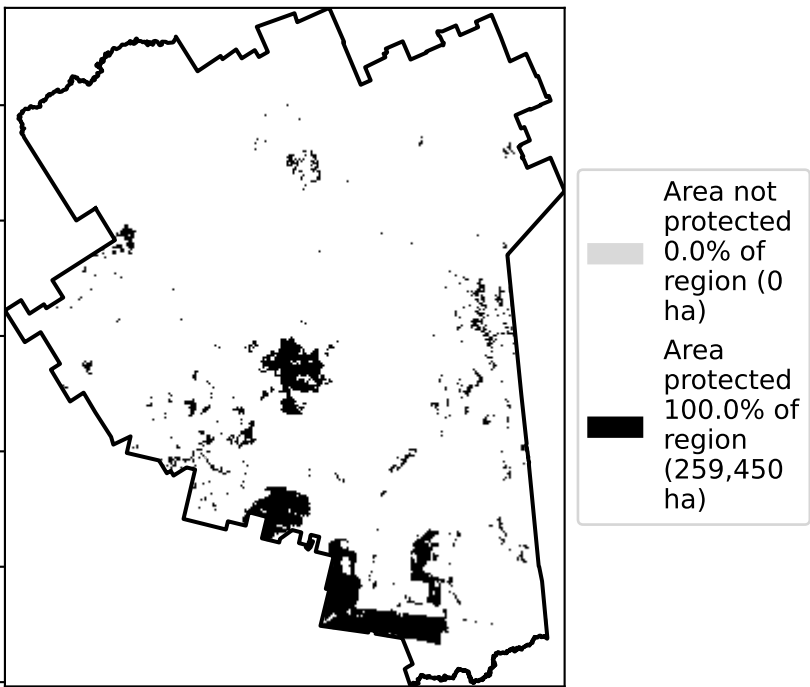 Area not
protected
0.0% of
region (0
ha)
Area
protected
100.0% of
region
(259,450
ha)